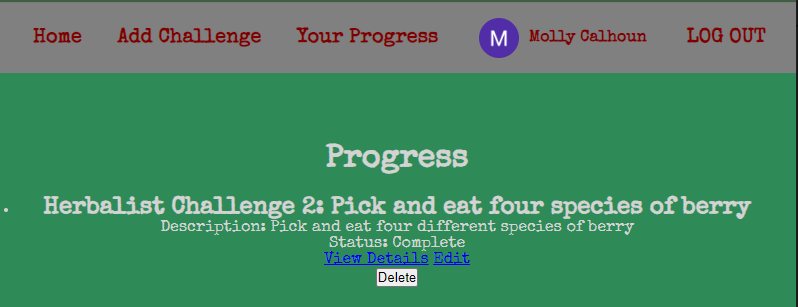 Home Add Challenge Your Progress M Molly Calhoun LOG OUT
Progress
Herbalist Challenge 2: Pick and eat four species of berry
Description: Pick and eat four different species of berry
Status: Complete
View Details Edit
Delete